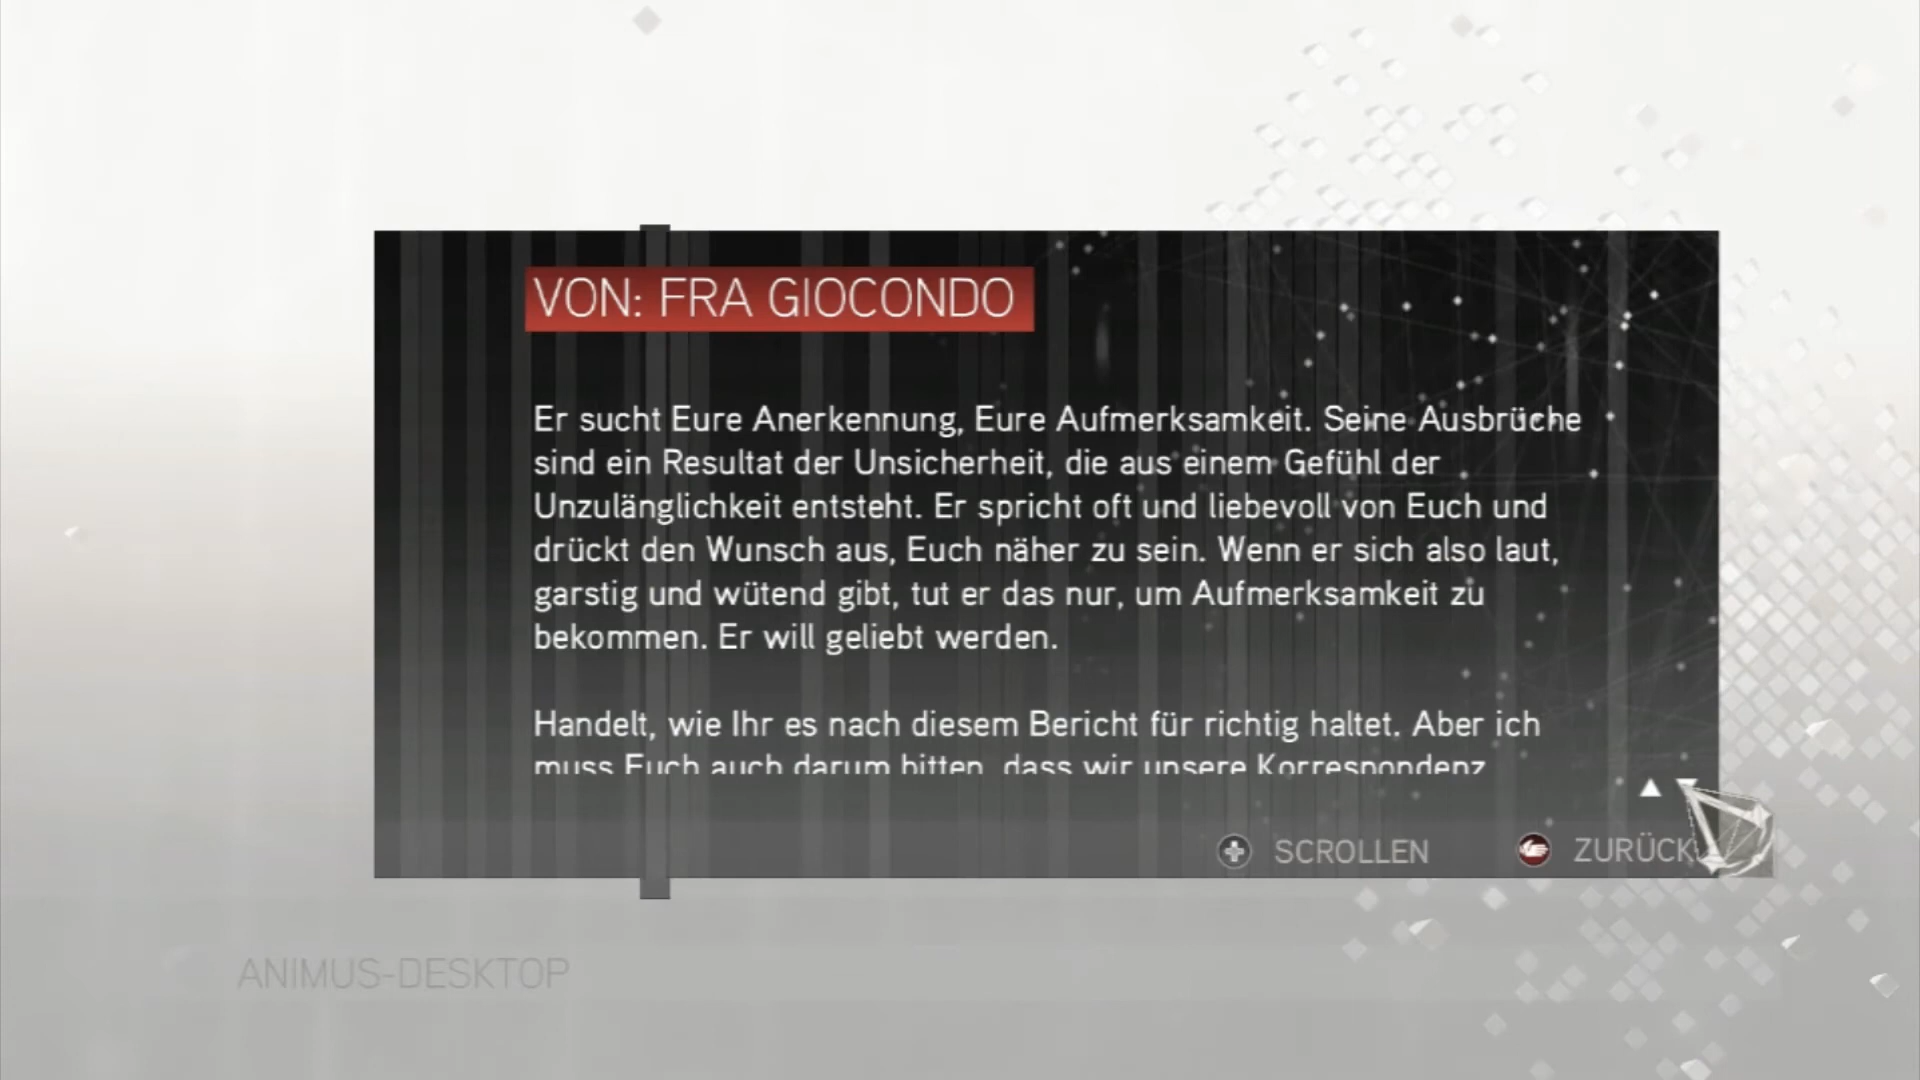 VON: FRA GIOCONDO
Er sucht Eure Anerkennung, Eure Aufmerksamkeit. Seine Ausbrüche
sind ein Resultat der Unsicherheit, die aus einem Gefühl der
Unzulänglichkeit entsteht. Er spricht oft und liebevoll von Euch und
drückt den Wunsch aus, Euch näher zu sein. Wenn er sich also laut,
garstig und wütend gibt, tut er das nur, um Aufmerksamkeit zu
bekommen. Er will geliebt werden.
Handelt, wie Ihr es nach diesem Bericht für richtig haltet. Aber ich
muss Euch auch darum bitten, dass wir unsere Korrespondenz
SCROLLEN
ZURÜCK
ANIMUS-DESKTOP